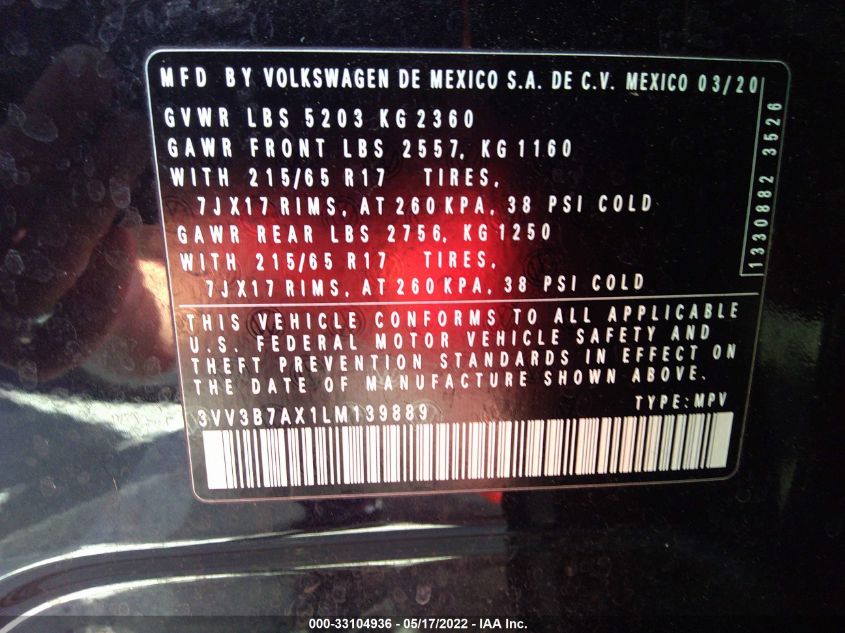 MFD BY VOLKSWAGEN DE MEXICO S.A. DE C.V. MEXICO 03/20
GVWR LBS 5203 KG 2360
GAWR FRONT LBS 2557, KG 1160
WITH 215/65 R17 TIRES,
7JX17 RIMS, AT 260 KPA, 38 PSI COLD
GAWR REAR LBS 2756, KG 1250
WITH 215/65 R17 TIRES,
7JX17 RIMS, AT 260 KPA, 38 PSI COLD
1330882 3526
THIS VEHICLE CONFORMS TO ALL APPLICABLE
U.S. FEDERAL MOTOR VEHICLE SAFETY AND
THEFT PREVENTION STANDARDS IN EFFECT ON
THE DATE OF MANUFACTURE SHOWN ABOVE.
3VV3B7AX1LM139889 TYPE: MPV
000-33104936 - 05/17/2022 - IAA Inc.